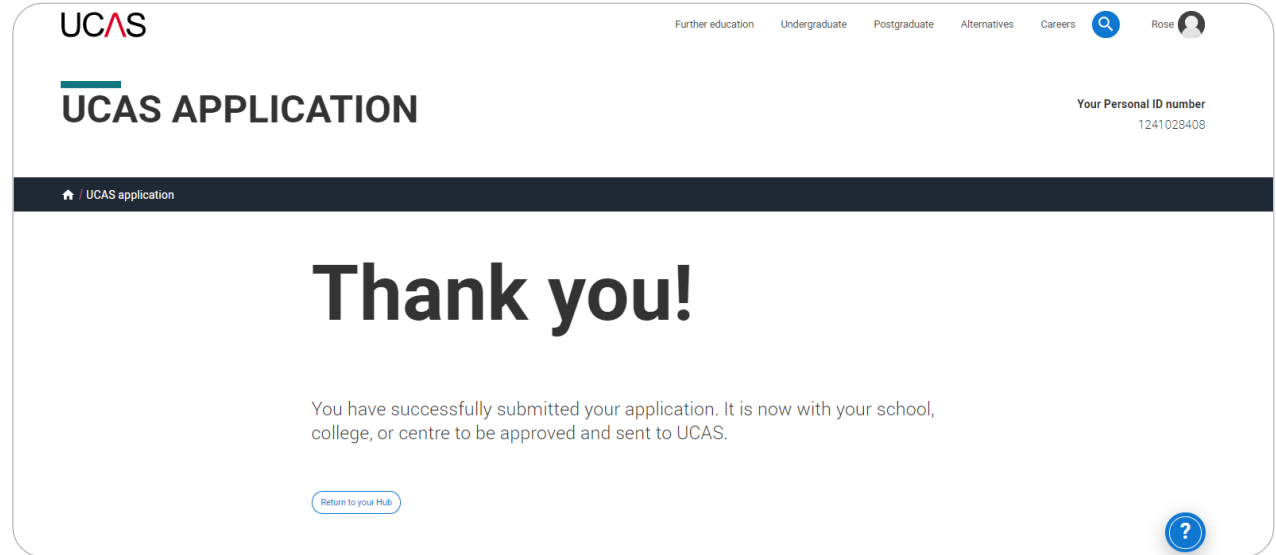 UCAS
Further education Undergraduate Postgraduate Alternatives Careers Rose
UCAS APPLICATION
Your Personal ID number
1241028408
/ UCAS application
Thank you!
You have successfully submitted your application. It is now with your school,
college, or centre to be approved and sent to UCAS.
Return to your Hub
?